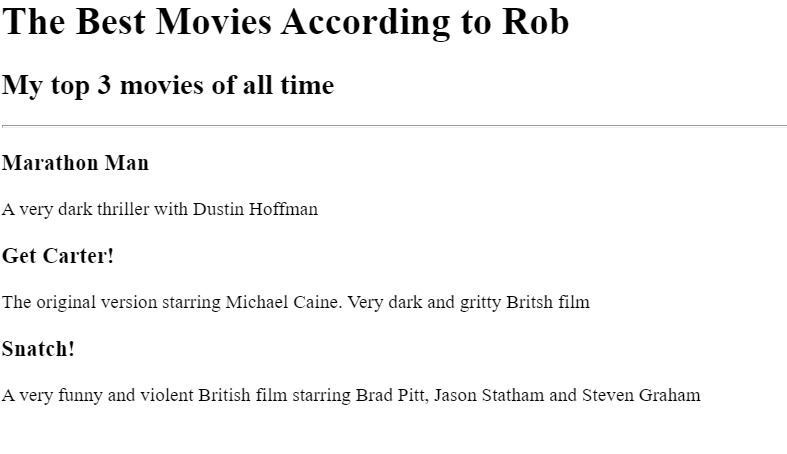 The Best Movies According to Rob
My top 3 movies of all time
Marathon Man
A very dark thriller with Dustin Hoffman
Get Carter!
The original version starring Michael Caine. Very dark and gritty Britsh film
Snatch!
A very funny and violent British film starring Brad Pitt, Jason Statham and Steven Graham